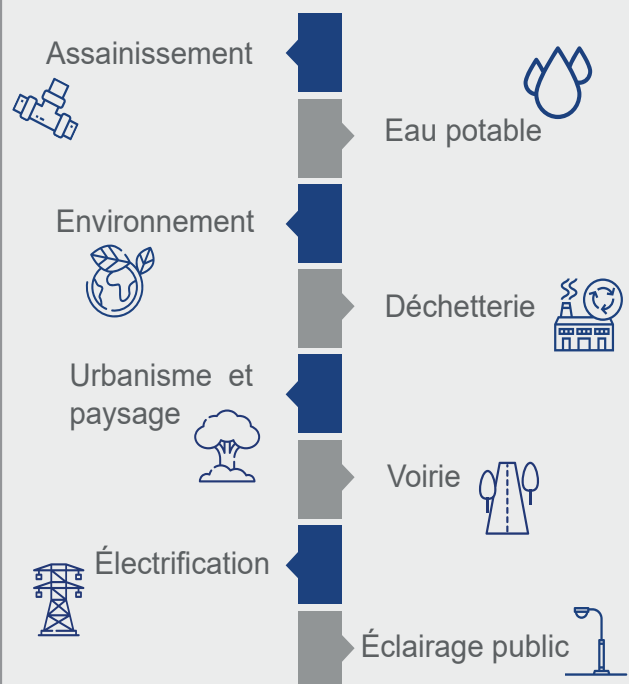 Assainissement
Eau potable
Environnement
Déchetterie
Urbanisme et
paysage
Voirie
Électrification
Éclairage public